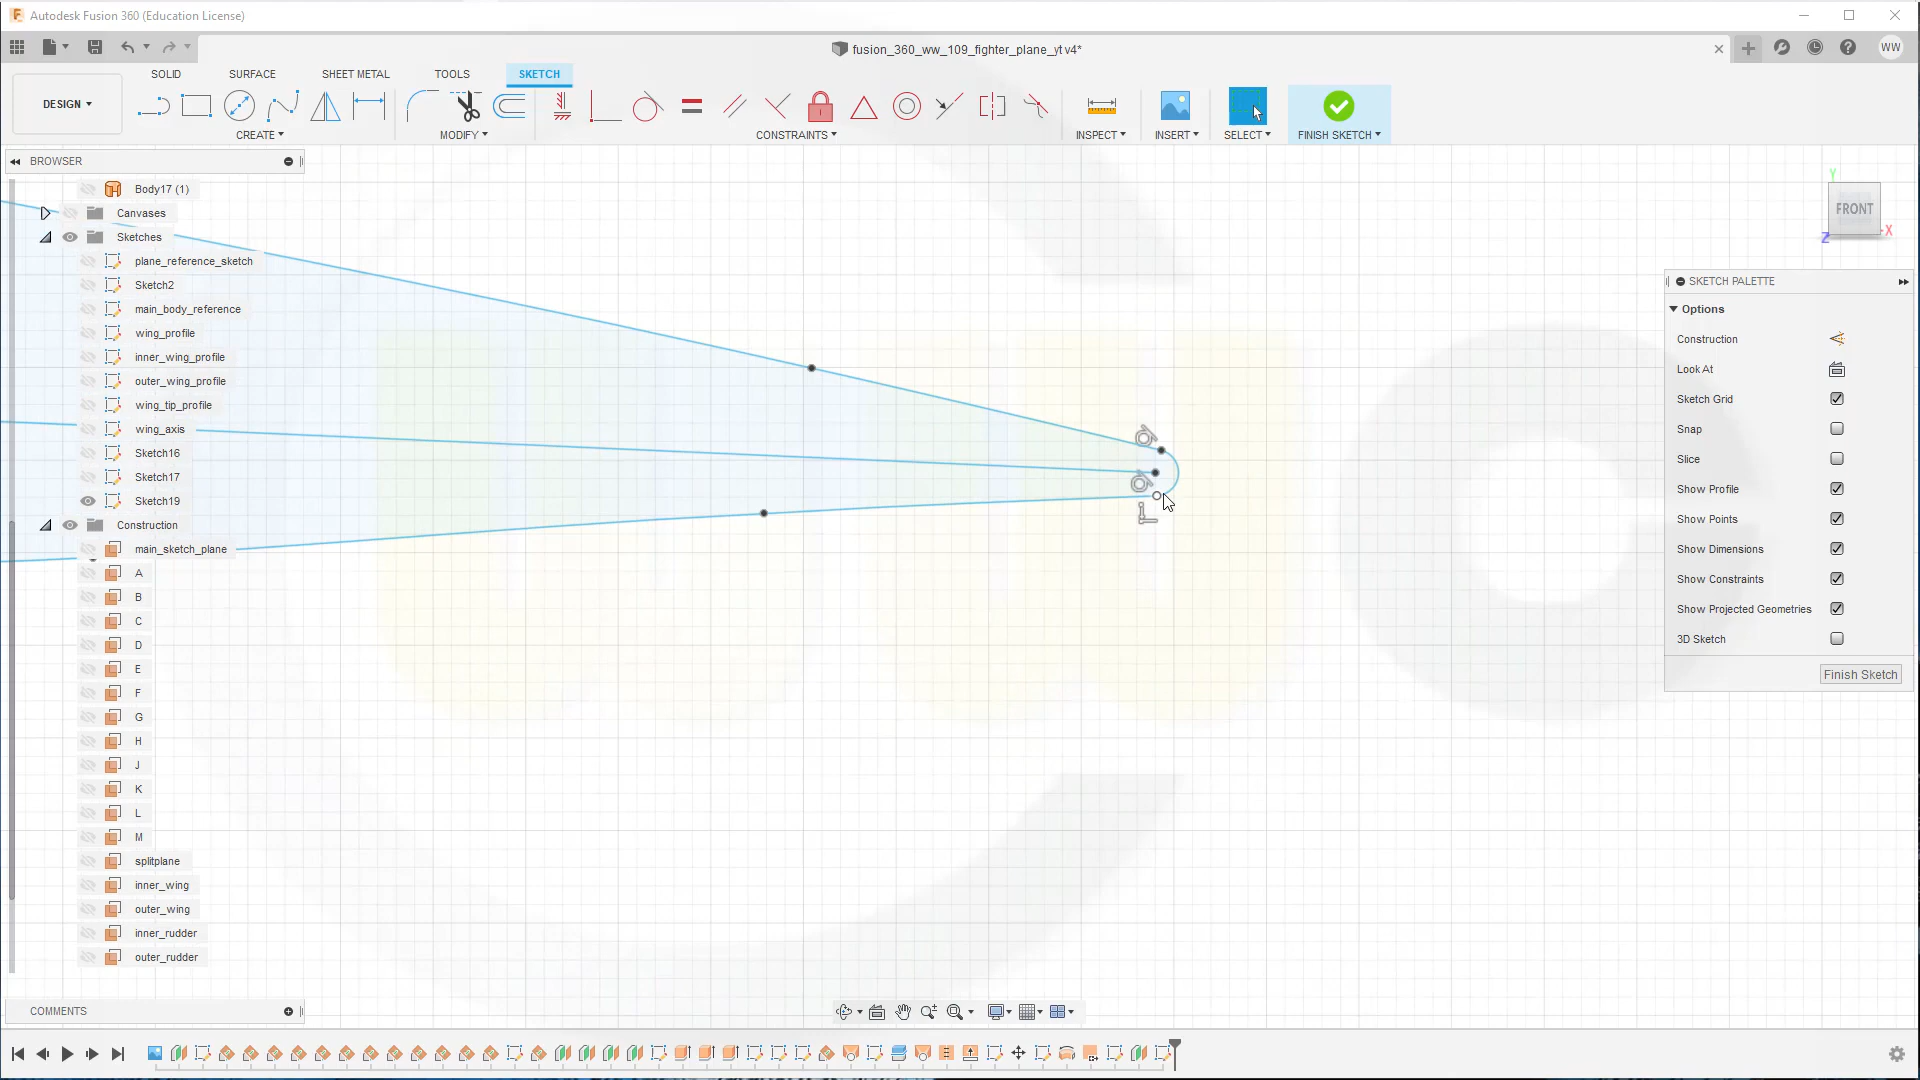 Autodesk Fusion 360 (Education License)
fusion_360_ww_109_fighter_plane_yt v4*
WW
DESIGN
SOLID
SURFACE
SHEET METAL
TOOLS
SKETCH
CREATE
MODIFY
CONSTRAINTS
INSPECT
INSERT
SELECT
FINISH SKETCH
BROWSER
Body17 (1)
Canvases
Sketches
plane_reference_sketch
Sketch2
main_body_reference
wing_profile
inner_wing_profile
outer_wing_profile
wing_tip_profile
wing_axis
Sketch16
Sketch17
Sketch19
Construction
main_sketch_plane
A
B
C
D
E
F
G
H
J
K
L
M
splitplane
inner_wing
outer_wing
inner_rudder
outer_rudder
COMMENTS
Y
FRONT
Z
X
SKETCH PALETTE
Options
Construction
Look At
Sketch Grid
Snap
Slice
Show Profile
Show Points
Show Dimensions
Show Constraints
Show Projected Geometries
3D Sketch
Finish Sketch